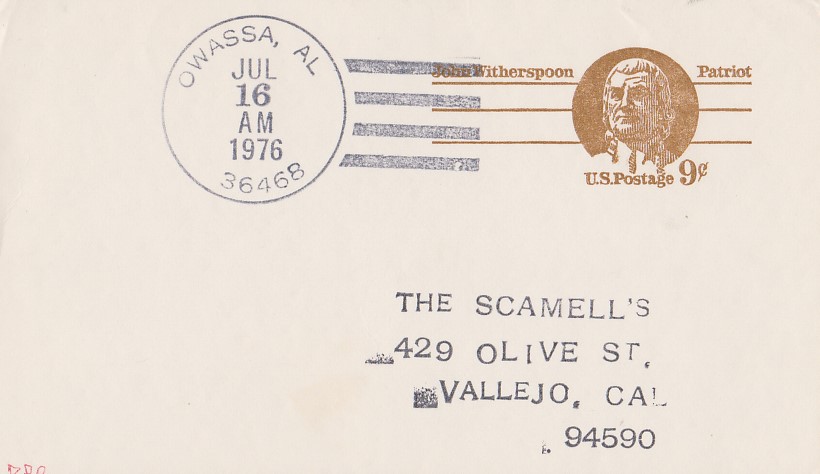 OWASSA, AL
JUL
16
AM
1976
36468
John Witherspoon Patriot
U.S.Postage 9¢
THE SCAMELL'S
429 OLIVE ST.
VALLEJO, CAL
. 94590